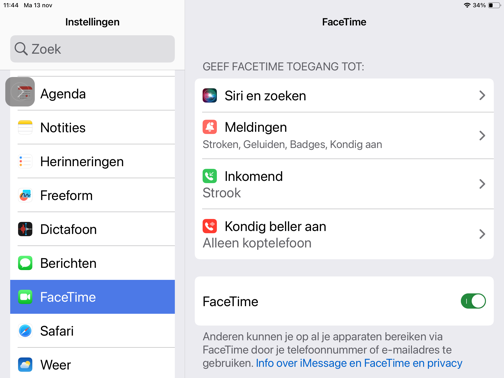 11:44 Ma 13 nov
34%
Instellingen
Zoek
Agenda
Notities
Herinneringen
Freeform
Dictafoon
Berichten
FaceTime
Safari
Weer
FaceTime
GEEF FACETIME TOEGANG TOT:
Siri en zoeken
Meldingen
Stroken, Geluiden, Badges, Kondig aan
Inkomend
Strook
Kondig beller aan
Alleen koptelefoon
FaceTime
Anderen kunnen je op al je apparaten bereiken via
FaceTime door je telefoonnummer of e-mailadres te
gebruiken. Info over iMessage en FaceTime en privacy